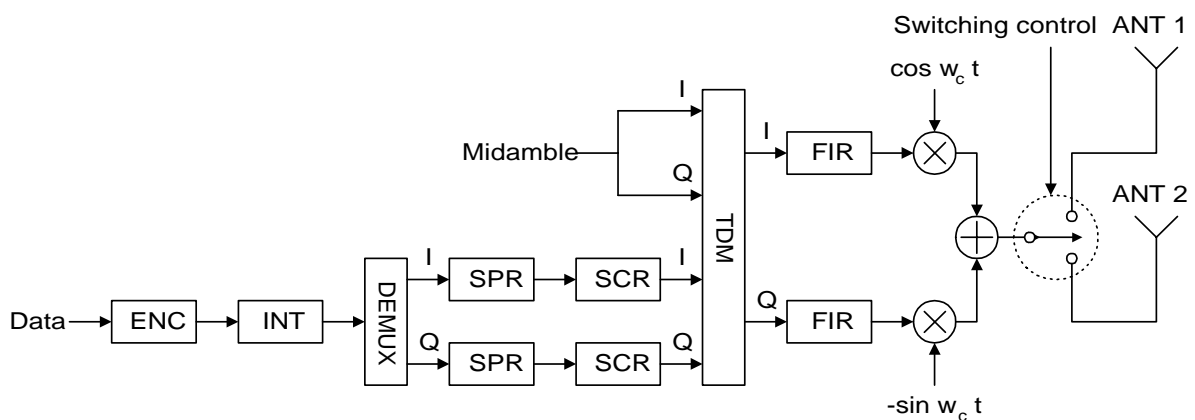 Switching control ANT 1
cos w_c t
I
I
Midamble
FIR
Q
ANT 2
TDM
I
I
SPR
SCR
DEMUX
Data
ENC
INT
Q
FIR
Q
Q
SPR
SCR
-sin w_c t